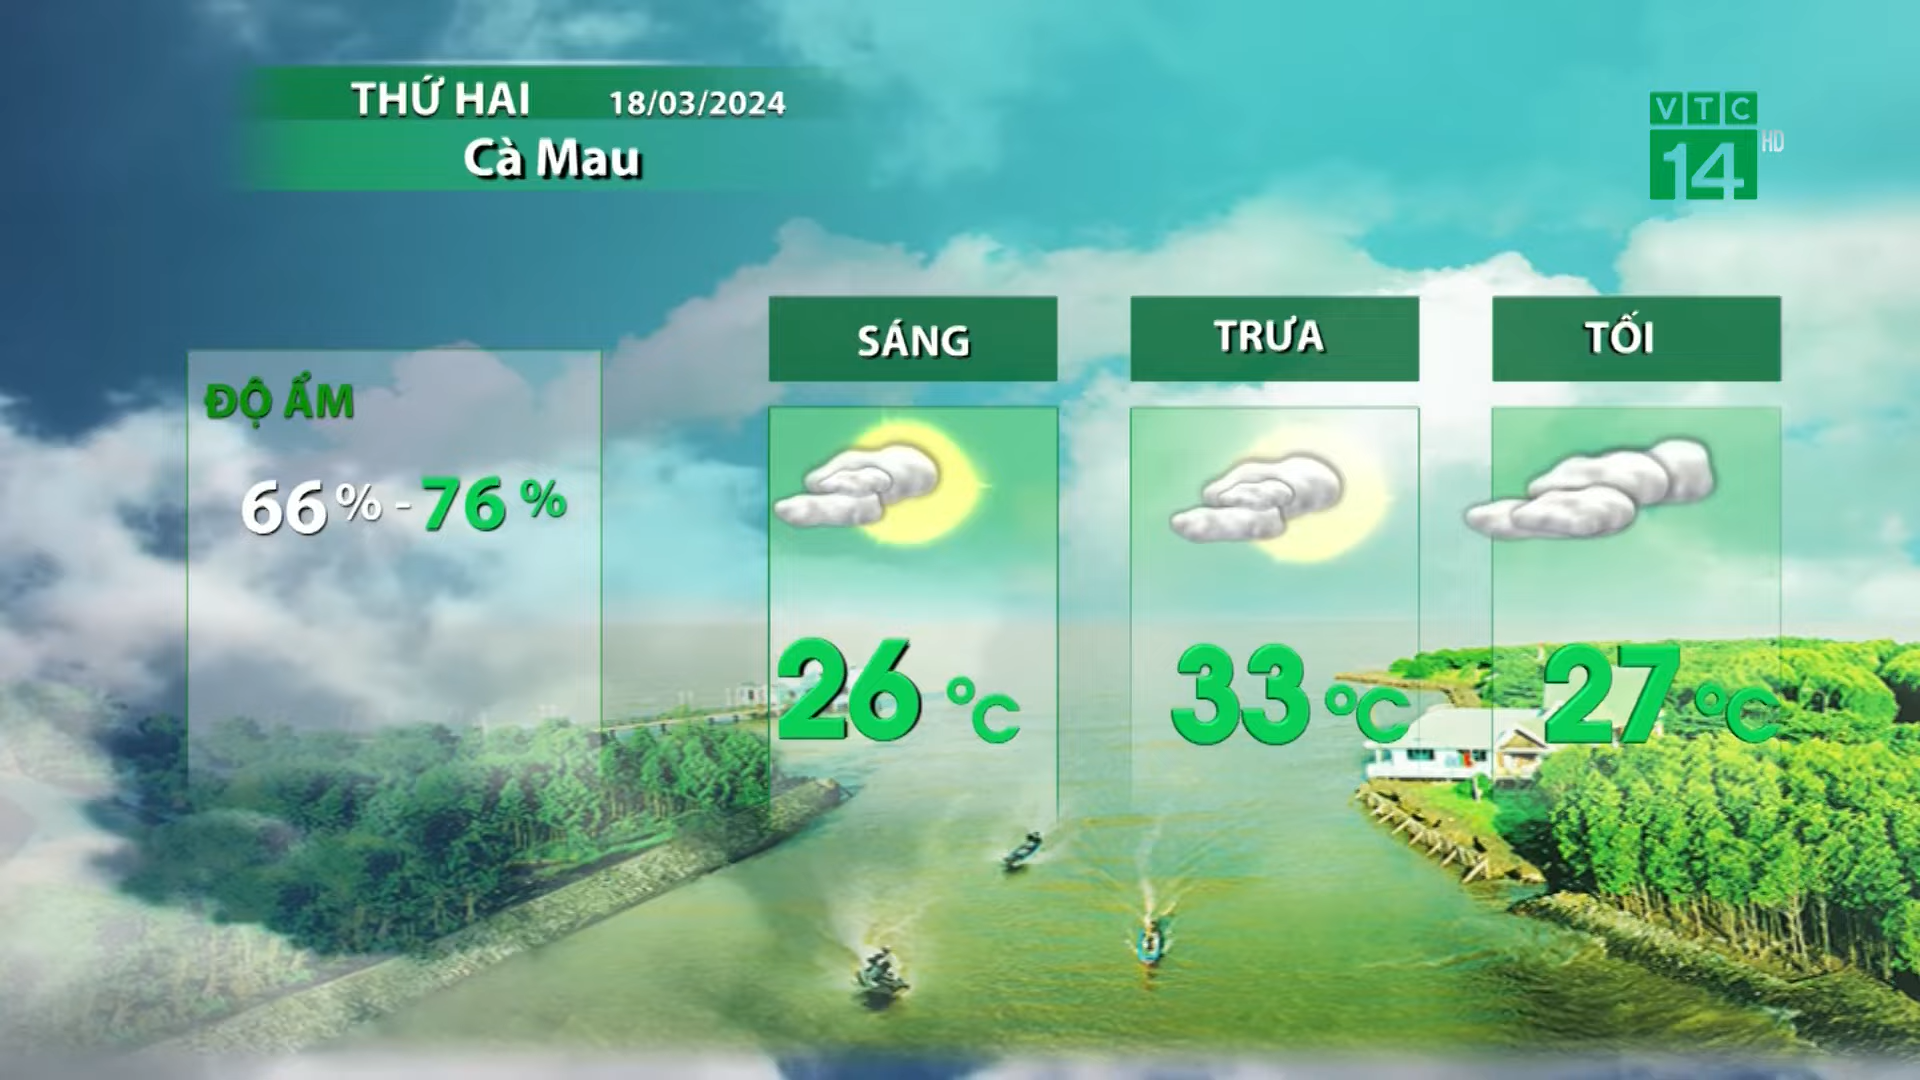 THỨ HAI 18/03/2024
Cà Mau
VTC
14 HD
SÁNG TRƯA TỐI
ĐỘ ẨM
66% - 76 %
26 °C 33 °C 27 °C